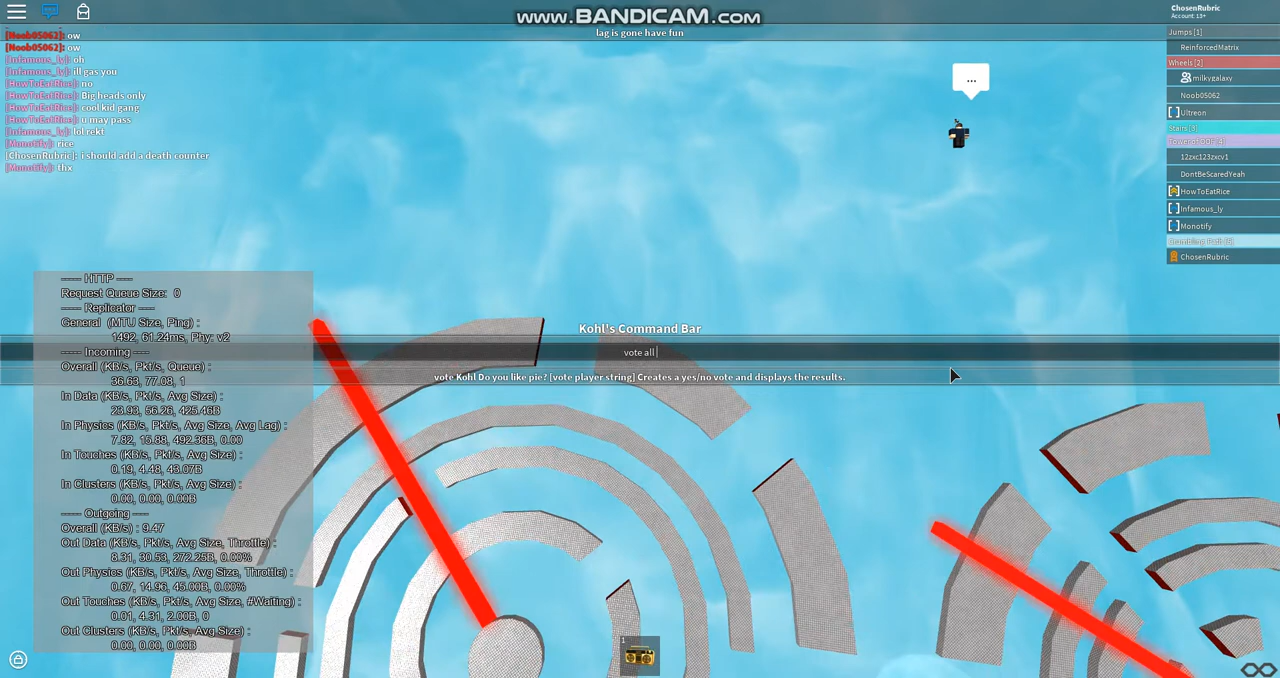 www.BANDICAM.com
lag is gone have fun
ChosenRubric
Account: 13+
[Noob05062]: ow
[Noob05062]: ow
[Infamous_ly]: oh
[Infamous_ly]: ill gas you
[HowToEatRice]: no
[HowToEatRice]: Big heads only
[HowToEatRice]: cool kid gang
[HowToEatRice]: u may pass
[Infamous_ly]: lol rekt
[Monotify]: rice
[ChosenRubric]: i should add a death counter
[Monotify]: thx
...
Jumps [1]
ReinforcedMatrix
Wheels [2]
milkygalaxy
Noob05062
Ultreon
Stairs [3]
12zxc123zxcv1
DontBeScaredYeah
HowToEatRice
Infamous_ly
Monotify
ChosenRubric
Kohl's Command Bar
vote all
vote Kohl Do you like pie? [vote player string] Creates a yes/no vote and displays the results.
----- HTTP ----
Request Queue Size: 0
----- Replicator ----
General (MTU Size, Ping) :
1492, 61.24ms, Phy: v2
----- Incoming ----
Overall (KB/s, Pkt/s, Queue) :
36.63, 77.08, 1
In Data (KB/s, Pkt/s, Avg Size) :
23.93, 56.26, 425.46B
In Physics (KB/s, Pkt/s, Avg Size, Avg Lag) :
7.82, 15.88, 492.36B, 0.00
In Touches (KB/s, Pkt/s, Avg Size) :
0.19, 4.48, 43.07B
In Clusters (KB/s, Pkt/s, Avg Size) :
0.00, 0.00, 0.00B
----- Outgoing ----
Overall (KB/s) : 9.47
Out Data (KB/s, Pkt/s, Avg Size, Throttle) :
8.31, 30.53, 272.25B, 0.00%
Out Physics (KB/s, Pkt/s, Avg Size, Throttle) :
0.67, 14.96, 45.00B, 0.00%
Out Touches (KB/s, Pkt/s, Avg Size, #Waiting) :
0.01, 4.31, 2.00B, 0
Out Clusters (KB/s, Pkt/s, Avg Size) :
0.00, 0.00, 0.00B
1